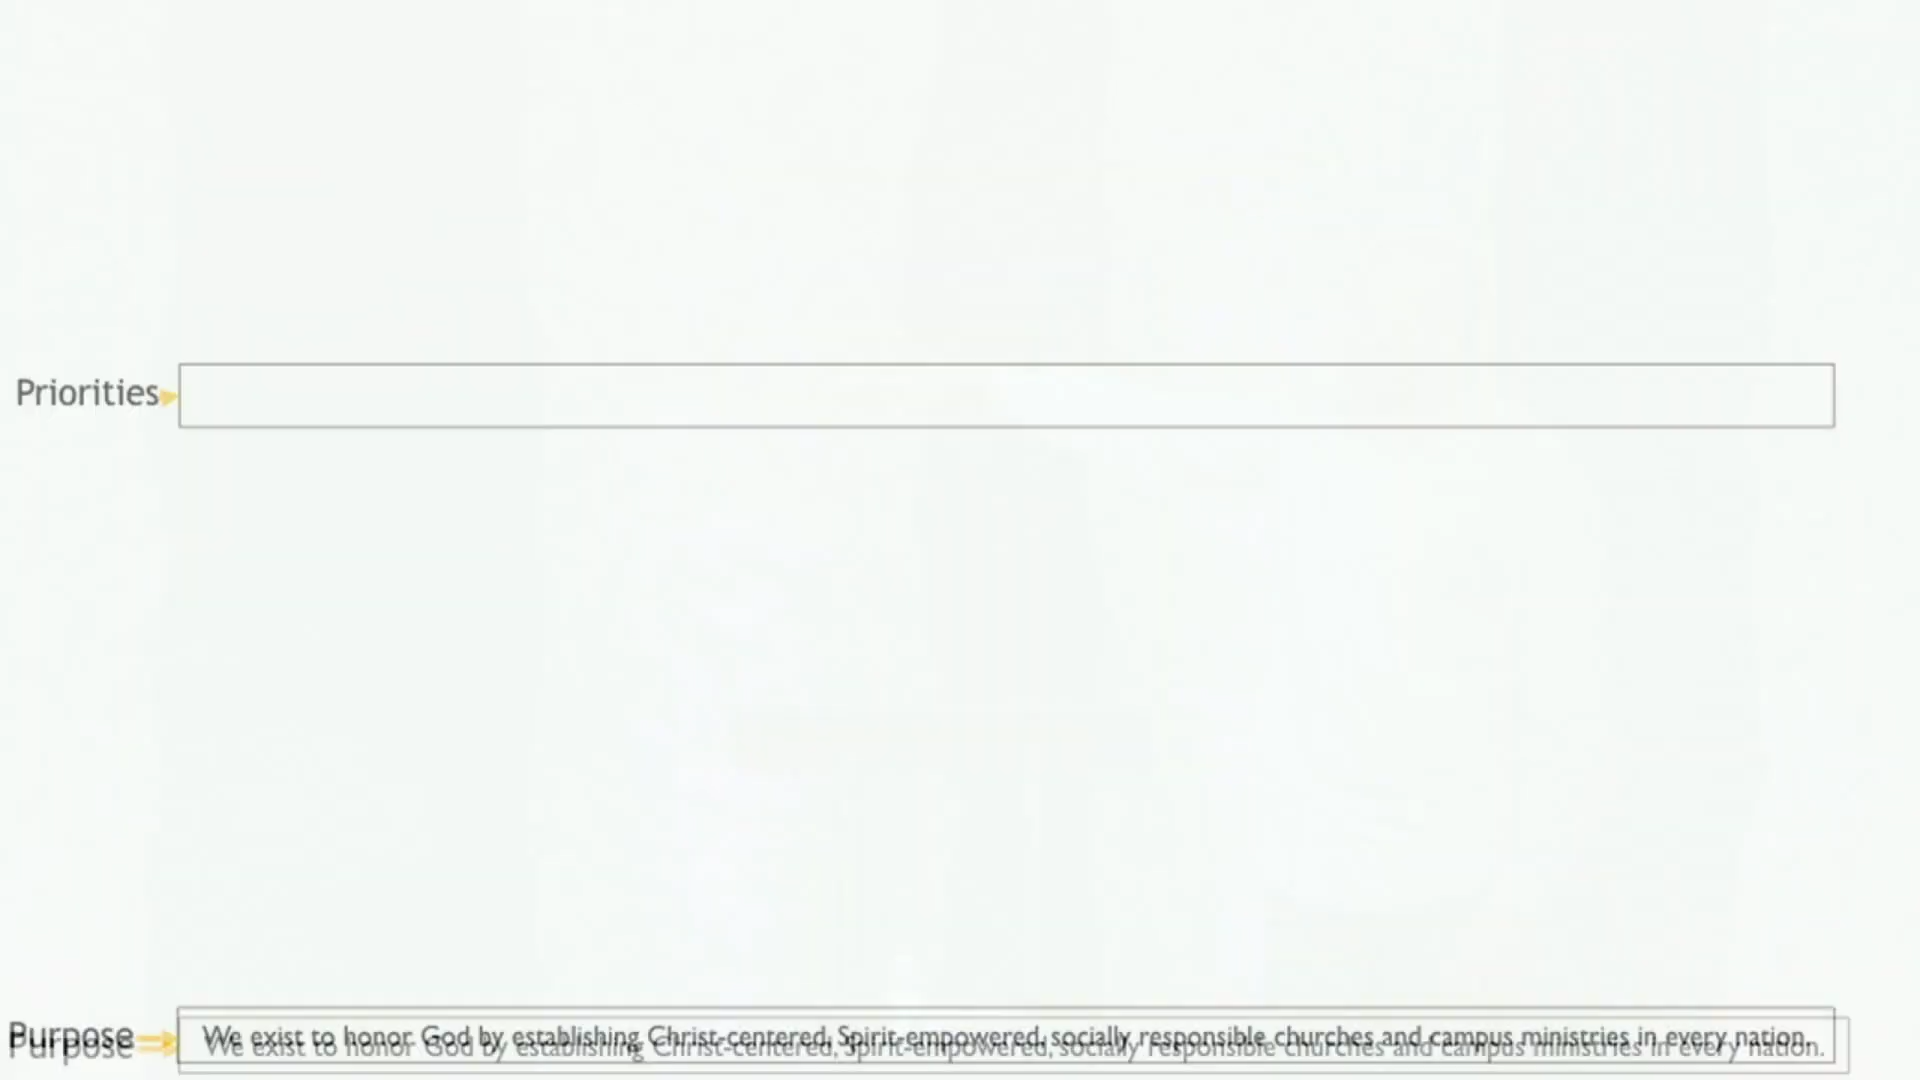 Priorities
Purpose We exist to honor God by establishing Christ-centered, Spirit-empowered, socially responsible churches and campus ministries in every nation.